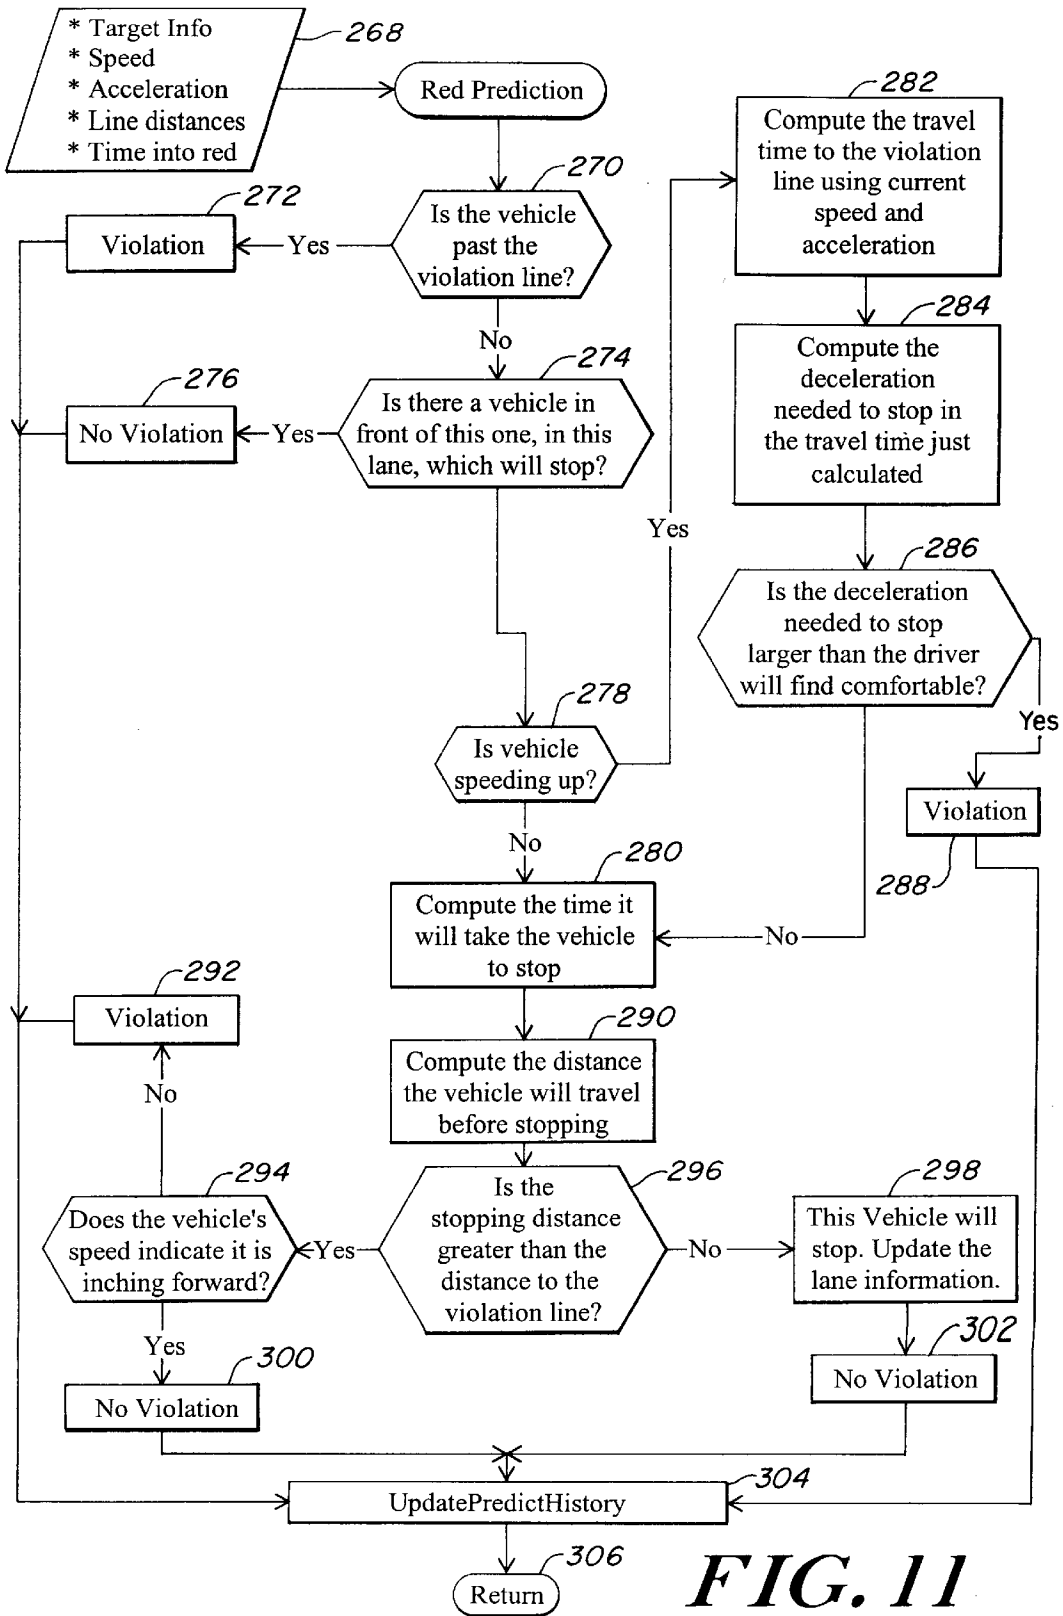 * Target Info
* Speed
* Acceleration
* Line distances
* Time into red
268
Red Prediction
270
Is the vehicle
past the
violation line?
Yes
272
Violation
No
274
Is there a vehicle in
front of this one, in this
lane, which will stop?
Yes
276
No Violation
278
Is vehicle
speeding up?
Yes
282
Compute the travel
time to the violation
line using current
speed and
acceleration
284
Compute the
deceleration
needed to stop in
the travel time just
calculated
286
Is the deceleration
needed to stop
larger than the driver
will find comfortable?
Yes
Violation
288
No
No
280
Compute the time it
will take the vehicle
to stop
290
Compute the distance
the vehicle will travel
before stopping
296
Is the
stopping distance
greater than the
distance to the
violation line?
Yes
294
Does the vehicle's
speed indicate it is
inching forward?
No
292
Violation
Yes
300
No Violation
No
298
This Vehicle will
stop. Update the
lane information.
302
No Violation
304
UpdatePredictHistory
306
Return
FIG. 11